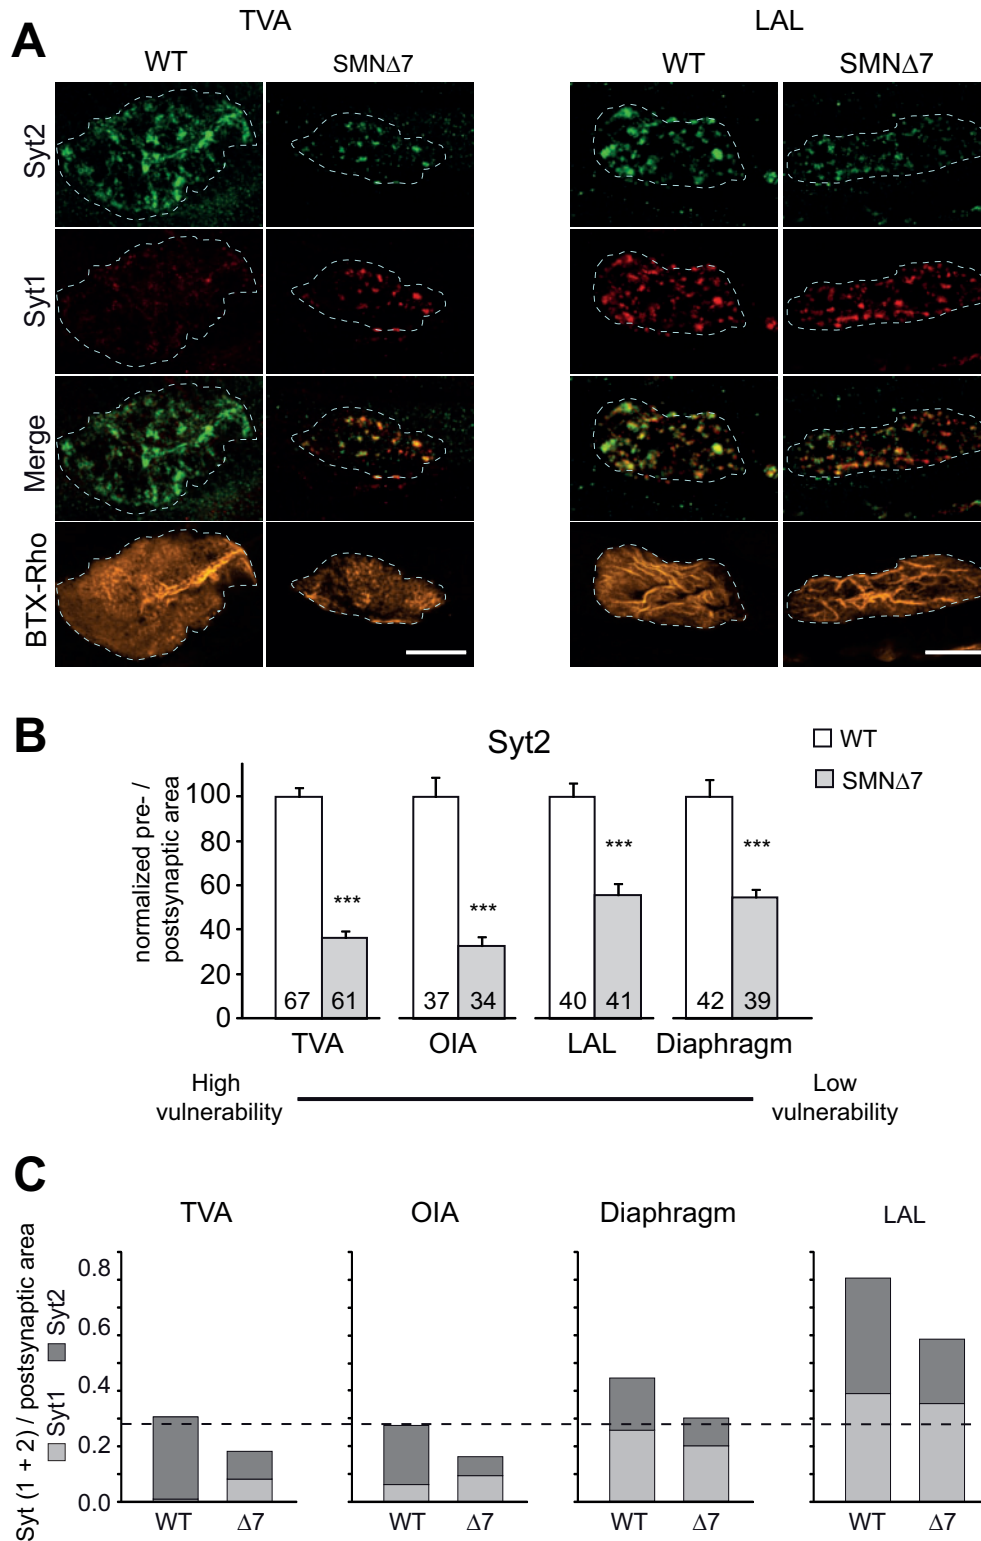 A
TVA
LAL
WT
SMNΔ7
WT
SMNΔ7
Syt2
Syt1
Merge
BTX-Rho
B
Syt2
WT
SMNΔ7
normalized pre- /
postsynaptic area
100
80
60
40
20
0
***
***
***
***
67
61
37
34
40
41
42
39
TVA
OIA
LAL
Diaphragm
High
vulnerability
Low
vulnerability
C
TVA
OIA
Diaphragm
LAL
Syt (1 + 2) / postsynaptic area
Syt1
Syt2
0.8
0.6
0.4
0.2
0.0
WT
Δ7
WT
Δ7
WT
Δ7
WT
Δ7